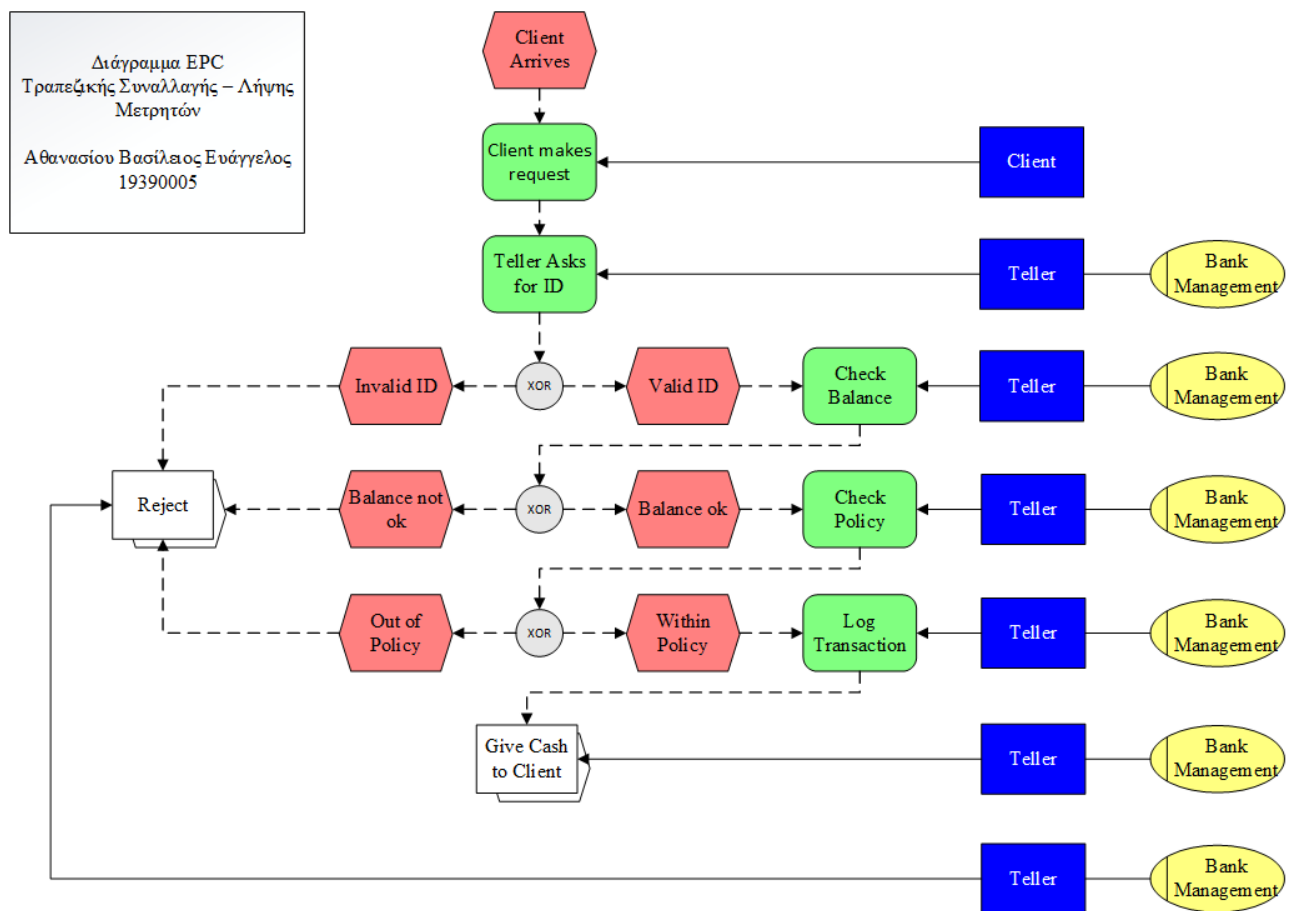 Διάγραμμα EPC
Τραπεζικής Συναλλαγής – Λήψης
Μετρητών
Αθανασίου Βασίλειος Ευάγγελος
19390005
Client
Arrives
Client makes
request
Client
Teller Asks
for ID
Teller
Bank
Management
Invalid ID
XOR
Valid ID
Check
Balance
Teller
Bank
Management
Reject
Balance not
ok
XOR
Balance ok
Check
Policy
Teller
Bank
Management
Out of
Policy
XOR
Within
Policy
Log
Transaction
Teller
Bank
Management
Give Cash
to Client
Teller
Bank
Management
Teller
Bank
Management